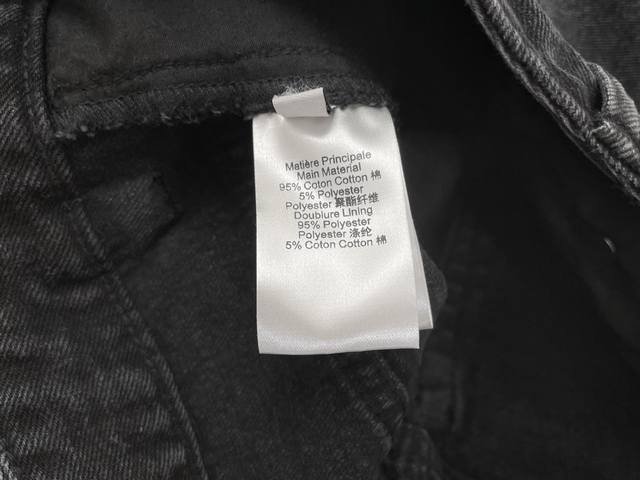 Matière Principale
Main Material
95% Coton Cotton 棉
5% Polyester
Polyester 聚酯纤维
Doublure Lining
95% Polyester
Polyester 涤纶
5% Coton Cotton 棉